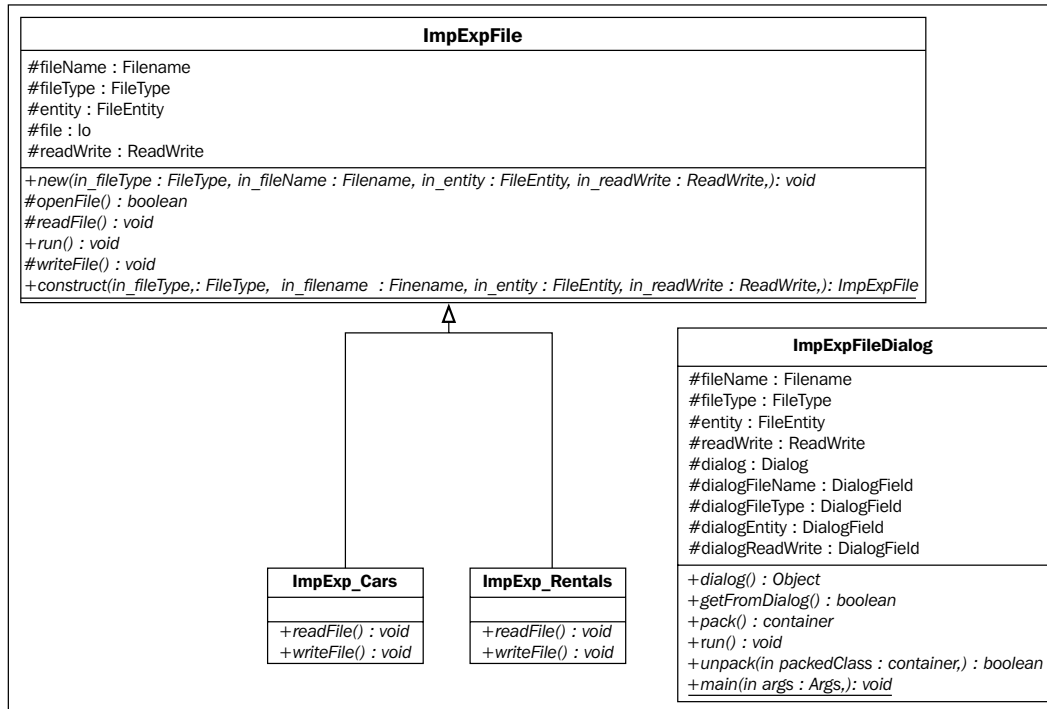 ImpExpFile
#fileName : Filename
#fileType : FileType
#entity : FileEntity
#file : Io
#readWrite : ReadWrite
+new(in_fileType : FileType, in_fileName : Filename, in_entity : FileEntity, in_readWrite : ReadWrite,): void
#openFile() : boolean
#readFile() : void
+run() : void
#writeFile() : void
+construct(in_fileType,: FileType, in_filename : Finename, in_entity : FileEntity, in_readWrite : ReadWrite,): ImpExpFile
ImpExp_Cars
+readFile() : void
+writeFile() : void
ImpExp_Rentals
+readFile() : void
+writeFile() : void
ImpExpFileDialog
#fileName : Filename
#fileType : FileType
#entity : FileEntity
#readWrite : ReadWrite
#dialog : Dialog
#dialogFileName : DialogField
#dialogFileType : DialogField
#dialogEntity : DialogField
#dialogReadWrite : DialogField
+dialog() : Object
+getFromDialog() : boolean
+pack() : container
+run() : void
+unpack(in packedClass : container,) : boolean
+main(in args : Args,): void